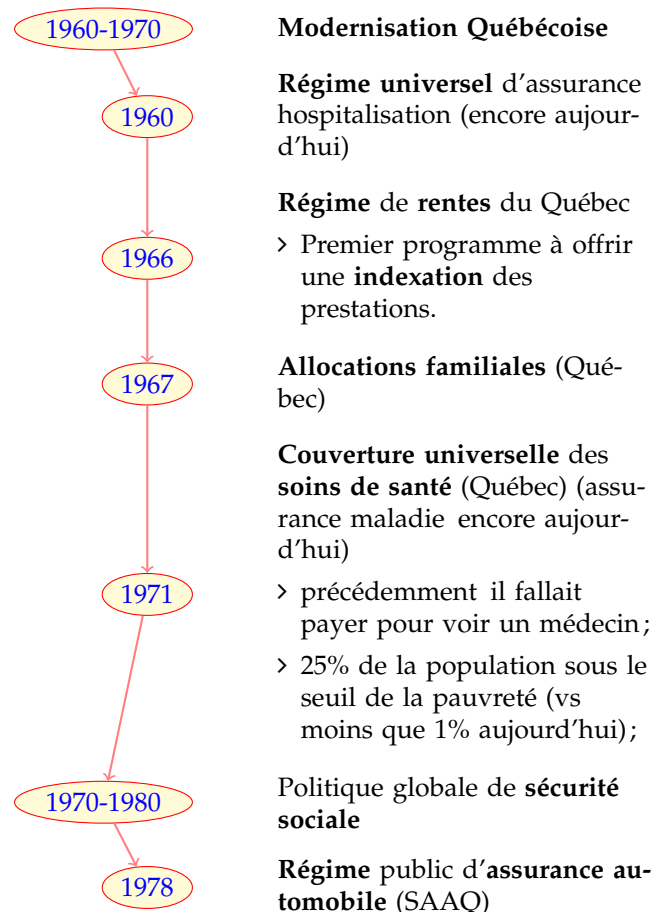 1960-1970 Modernisation Québécoise
1960 Régime universel d'assurance
hospitalisation (encore aujour-
d'hui)
Régime de rentes du Québec
1966 > Premier programme à offrir
une indexation des
prestations.
1967 Allocations familiales (Qué-
bec)
Couverture universelle des
soins de santé (Québec) (assu-
rance maladie encore aujour-
d'hui)
1971 > précédemment il fallait
payer pour voir un médecin;
> 25% de la population sous le
seuil de la pauvreté (vs
moins que 1% aujourd'hui);
1970-1980 Politique globale de sécurité
sociale
1978 Régime public d'assurance au-
tomobile (SAAQ)